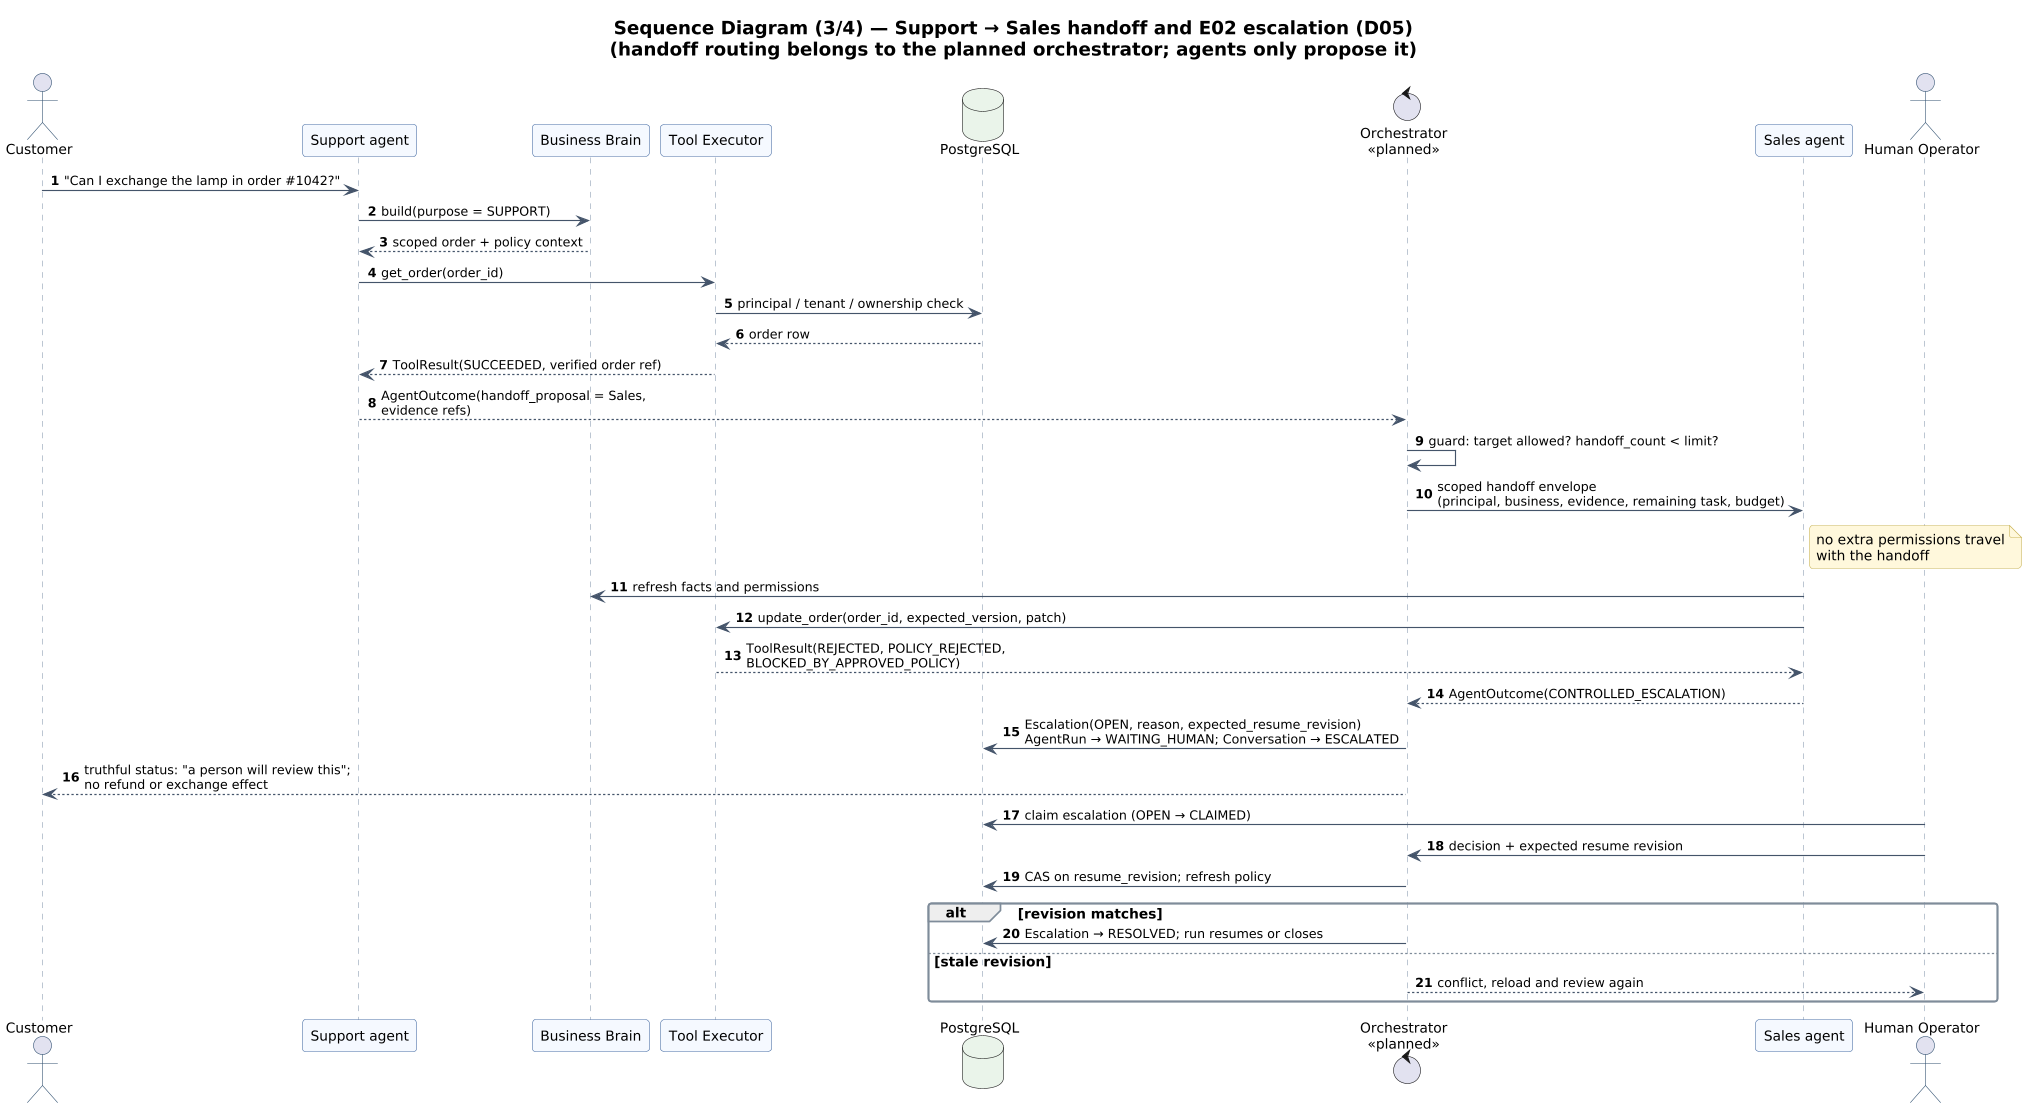 Sequence Diagram (3/4) — Support → Sales handoff and E02 escalation (D05)
(handoff routing belongs to the planned orchestrator; agents only propose it)
Customer
Support agent
Business Brain
Tool Executor
PostgreSQL
Orchestrator
«planned»
Sales agent
Human Operator
1 "Can I exchange the lamp in order #1042?"
2 build(purpose = SUPPORT)
3 scoped order + policy context
4 get_order(order_id)
5 principal / tenant / ownership check
6 order row
7 ToolResult(SUCCEEDED, verified order ref)
8 AgentOutcome(handoff_proposal = Sales,
evidence refs)
9 guard: target allowed? handoff_count < limit?
10 scoped handoff envelope
(principal, business, evidence, remaining task, budget)
no extra permissions travel
with the handoff
11 refresh facts and permissions
12 update_order(order_id, expected_version, patch)
13 ToolResult(REJECTED, POLICY_REJECTED,
BLOCKED_BY_APPROVED_POLICY)
14 AgentOutcome(CONTROLLED_ESCALATION)
15 Escalation(OPEN, reason, expected_resume_revision)
AgentRun → WAITING_HUMAN; Conversation → ESCALATED
16 truthful status: "a person will review this";
no refund or exchange effect
17 claim escalation (OPEN → CLAIMED)
18 decision + expected resume revision
19 CAS on resume_revision; refresh policy
alt [revision matches]
20 Escalation → RESOLVED; run resumes or closes
[stale revision]
21 conflict, reload and review again
Customer
Support agent
Business Brain
Tool Executor
PostgreSQL
Orchestrator
«planned»
Sales agent
Human Operator